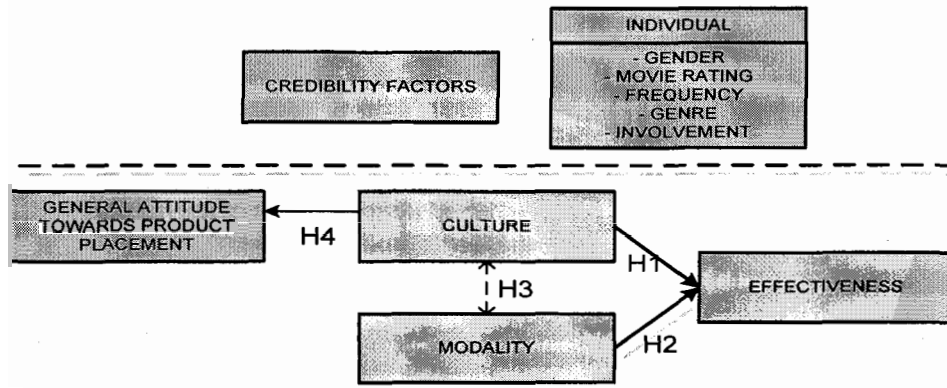 INDIVIDUAL
- GENDER
- MOVIE RATING
- FREQUENCY
- GENRE
- INVOLVEMENT
CREDIBILITY FACTORS
GENERAL ATTITUDE
TOWARDS PRODUCT
PLACEMENT
H4
CULTURE
H1
H3
EFFECTIVENESS
MODALITY
H2